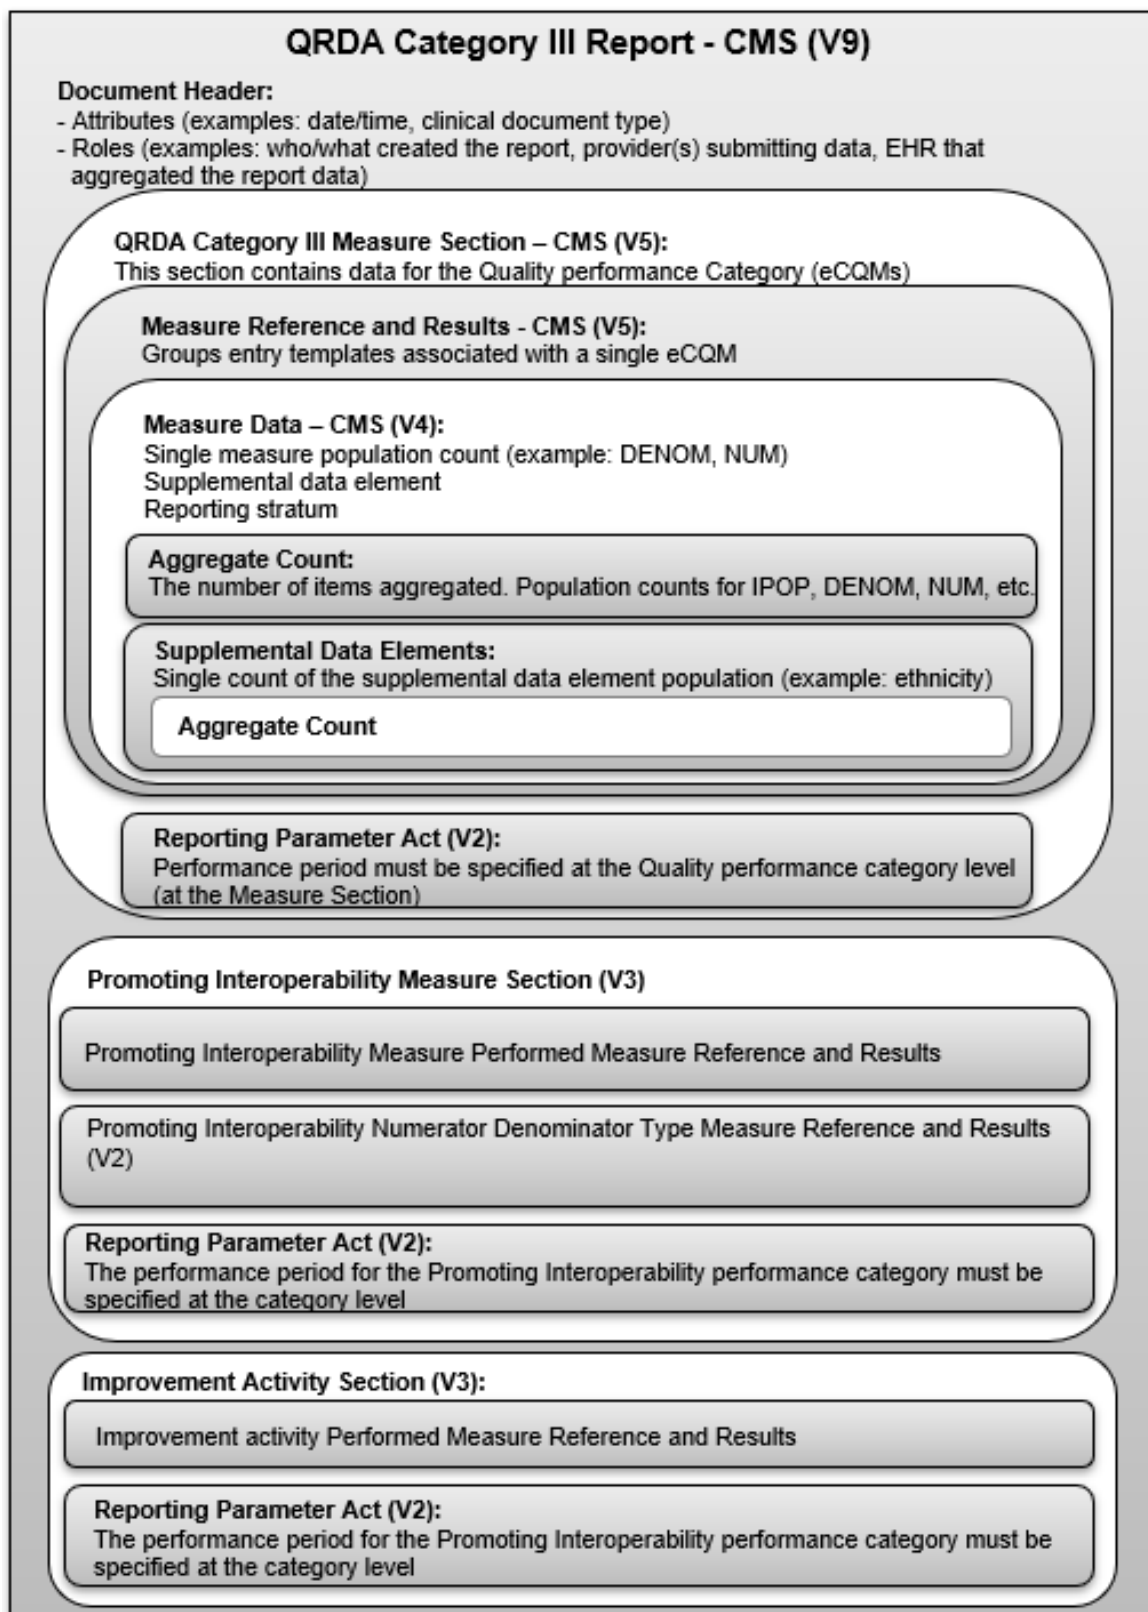 QRDA Category III Report - CMS (V9)
Document Header:
- Attributes (examples: date/time, clinical document type)
- Roles (examples: who/what created the report, provider(s) submitting data, EHR that
aggregated the report data)
QRDA Category III Measure Section – CMS (V5):
This section contains data for the Quality performance Category (eCQMs)
Measure Reference and Results - CMS (V5):
Groups entry templates associated with a single eCQM
Measure Data – CMS (V4):
Single measure population count (example: DENOM, NUM)
Supplemental data element
Reporting stratum
Aggregate Count:
The number of items aggregated. Population counts for IPOP, DENOM, NUM, etc.
Supplemental Data Elements:
Single count of the supplemental data element population (example: ethnicity)
Aggregate Count
Reporting Parameter Act (V2):
Performance period must be specified at the Quality performance category level
(at the Measure Section)
Promoting Interoperability Measure Section (V3)
Promoting Interoperability Measure Performed Measure Reference and Results
Promoting Interoperability Numerator Denominator Type Measure Reference and Results
(V2)
Reporting Parameter Act (V2):
The performance period for the Promoting Interoperability performance category must be
specified at the category level
Improvement Activity Section (V3):
Improvement activity Performed Measure Reference and Results
Reporting Parameter Act (V2):
The performance period for the Promoting Interoperability performance category must be
specified at the category level